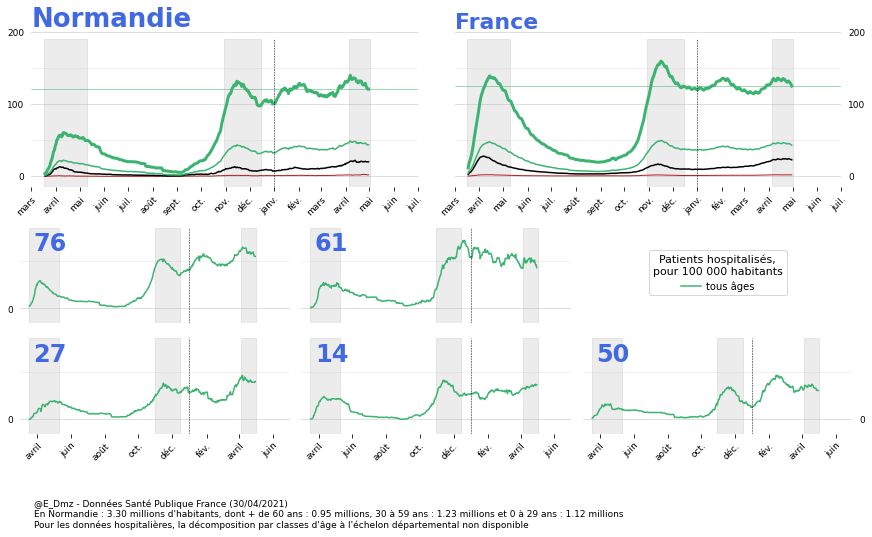 Normandie
France
200
100
0
mars avril mai juin juil. août sept. oct. nov. déc. janv. fév. mars avril mai juin juil.
200
100
0
mars avril mai juin juil. août sept. oct. nov. déc. janv. fév. mars avril mai juin juil.
76
61
Patients hospitalisés,
pour 100 000 habitants
tous âges
0
27
14
50
0
0
avril juin août oct. déc. fév. avril juin
avril juin août oct. déc. fév. avril juin
avril juin août oct. déc. fév. avril juin
@E_Dmz - Données Santé Publique France (30/04/2021)
En Normandie : 3.30 millions d'habitants, dont + de 60 ans : 0.95 millions, 30 à 59 ans : 1.23 millions et 0 à 29 ans : 1.12 millions
Pour les données hospitalières, la décomposition par classes d'âge à l'échelon départemental non disponible